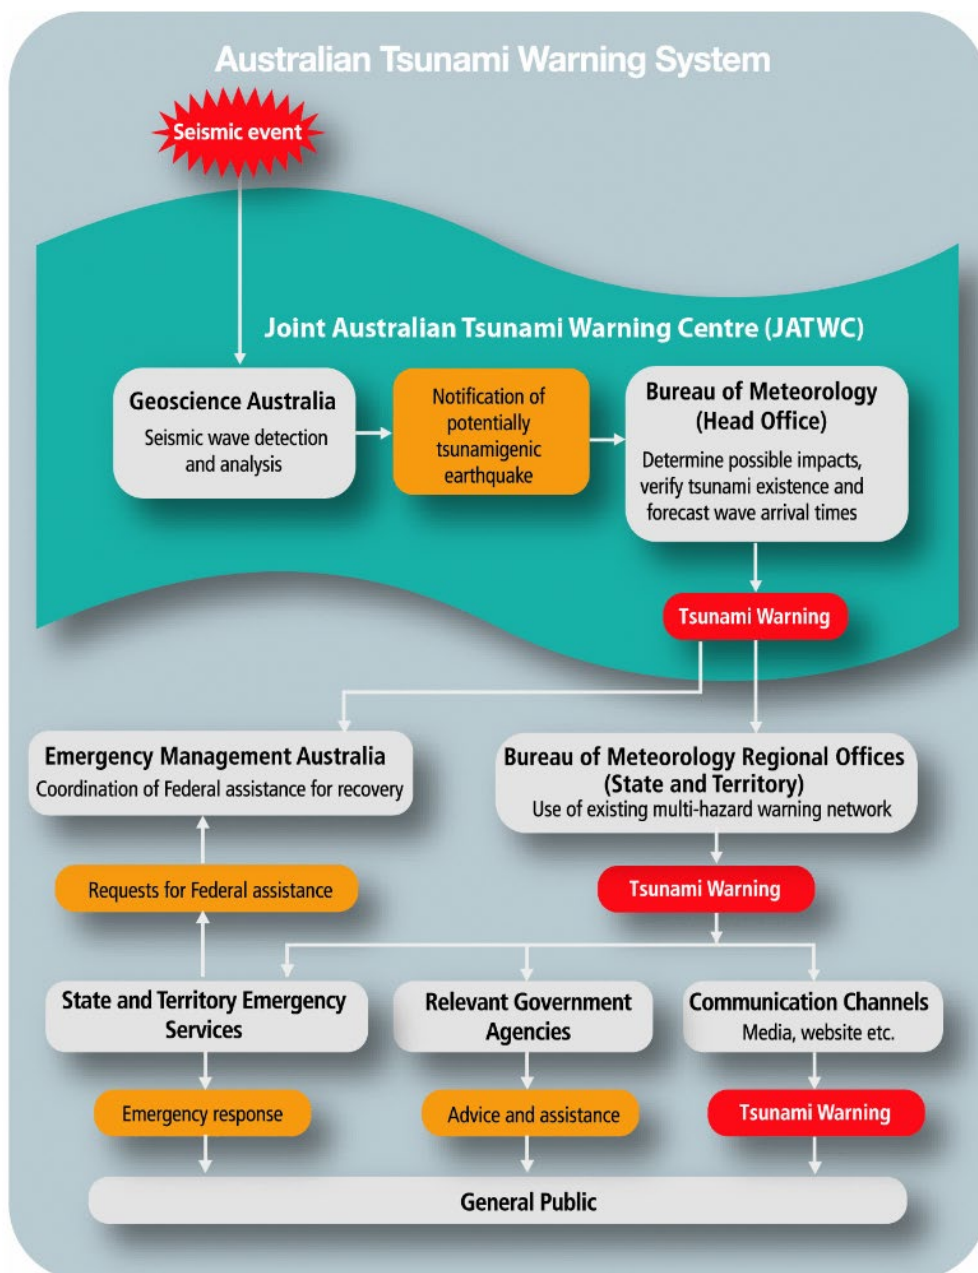 Australian Tsunami Warning System
Seismic event
Joint Australian Tsunami Warning Centre (JATWC)
Geoscience Australia
Seismic wave detection
and analysis
Notification of
potentially
tsunamigenic
earthquake
Bureau of Meteorology
(Head Office)
Determine possible impacts,
verify tsunami existence and
forecast wave arrival times
Tsunami Warning
Emergency Management Australia
Coordination of Federal assistance for recovery
Bureau of Meteorology Regional Offices
(State and Territory)
Use of existing multi-hazard warning network
Requests for Federal assistance
Tsunami Warning
State and Territory Emergency
Services
Relevant Government
Agencies
Communication Channels
Media, website etc.
Emergency response
Advice and assistance
Tsunami Warning
General Public